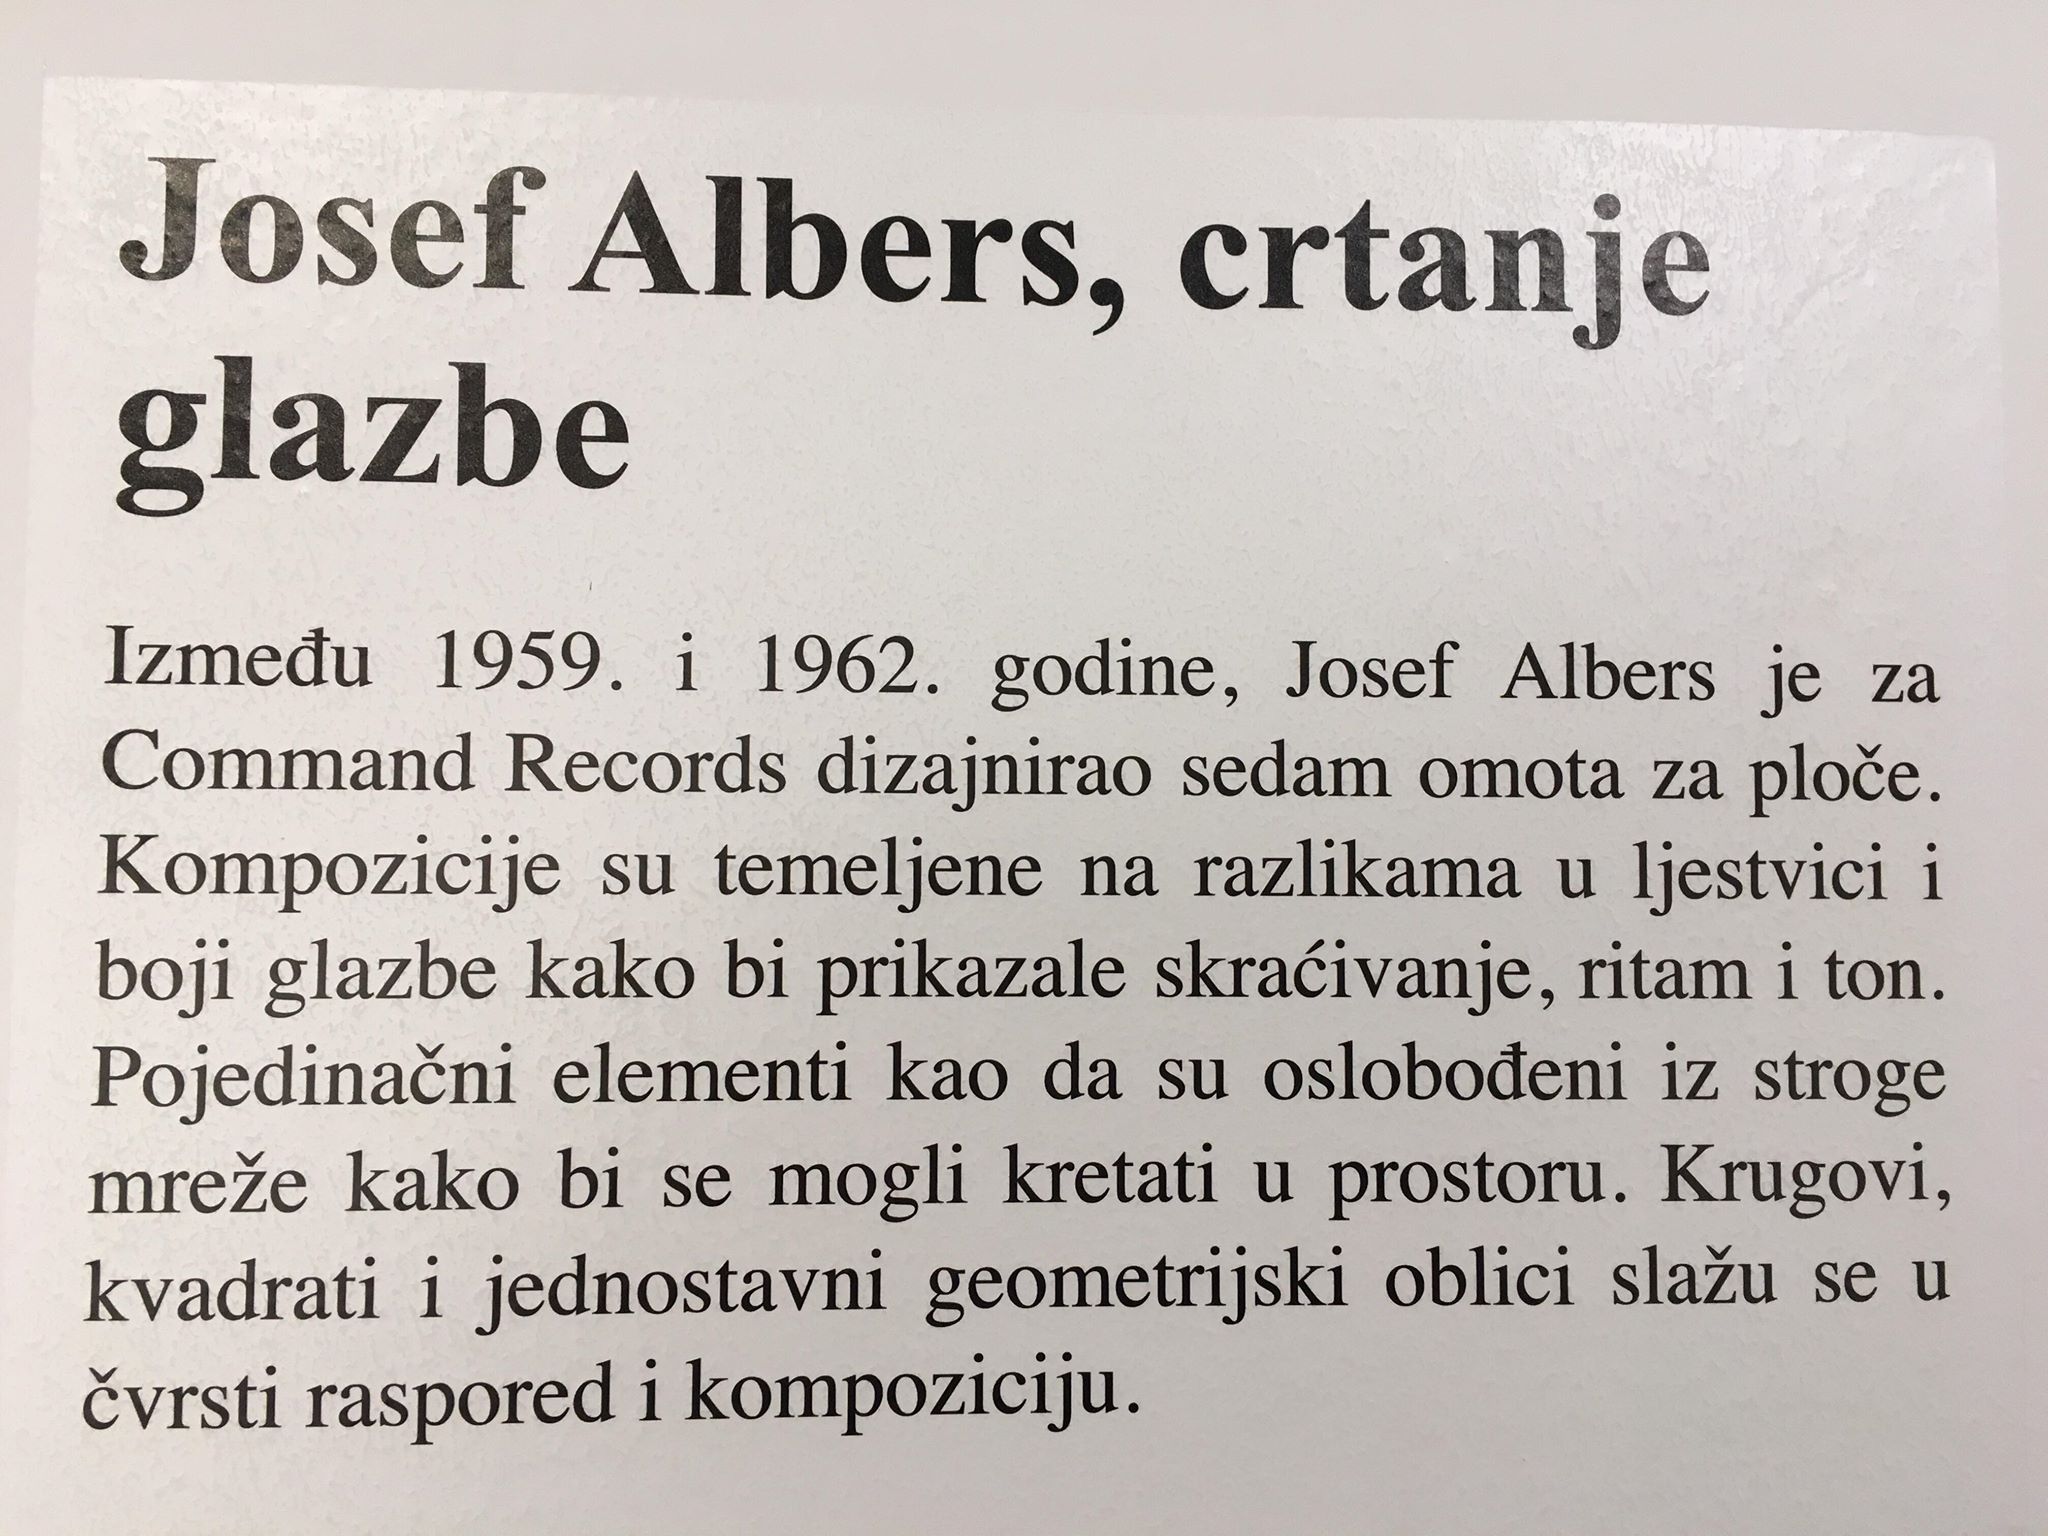 Josef Albers, crtanje
glazbe
Između 1959. i 1962. godine, Josef Albers je za
Command Records dizajnirao sedam omota za ploče.
Kompozicije su temeljene na razlikama u ljestvici i
boji glazbe kako bi prikazale skraćivanje, ritam i ton.
Pojedinačni elementi kao da su oslobođeni iz stroge
mreže kako bi se mogli kretati u prostoru. Krugovi,
kvadrati i jednostavni geometrijski oblici slažu se u
čvrsti raspored i kompoziciju.